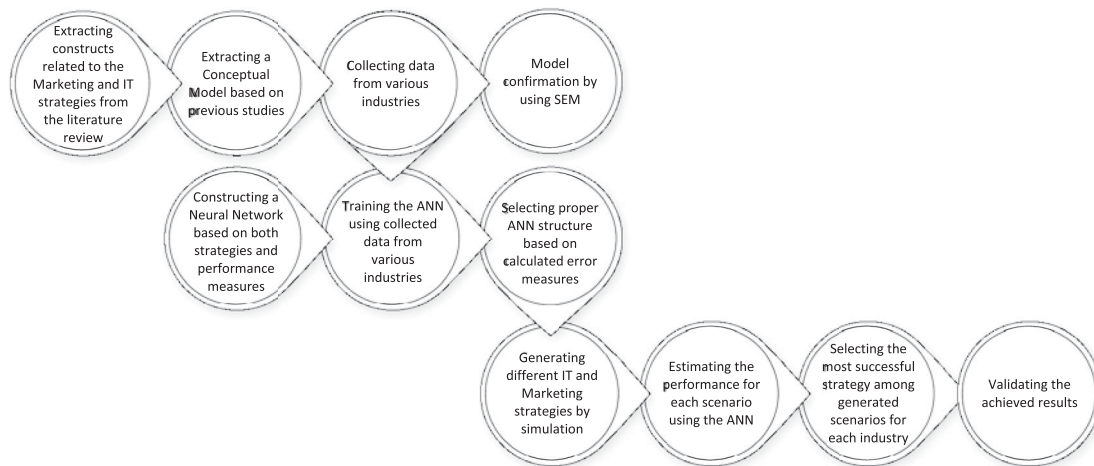 Extracting
constructs
related to the
Marketing and IT
strategies from
the literature
review
Extracting a
Conceptual
Model based on
previous studies
Collecting data
from various
industries
Model
confirmation by
using SEM
Constructing a
Neural Network
based on both
strategies and
performance
measures
Training the ANN
using collected
data from
various
industries
Selecting proper
ANN structure
based on
calculated error
measures
Generating
different IT and
Marketing
strategies by
simulation
Estimating the
performance for
each scenario
using the ANN
Selecting the
most successful
strategy among
generated
scenarios for
each industry
Validating the
achieved results